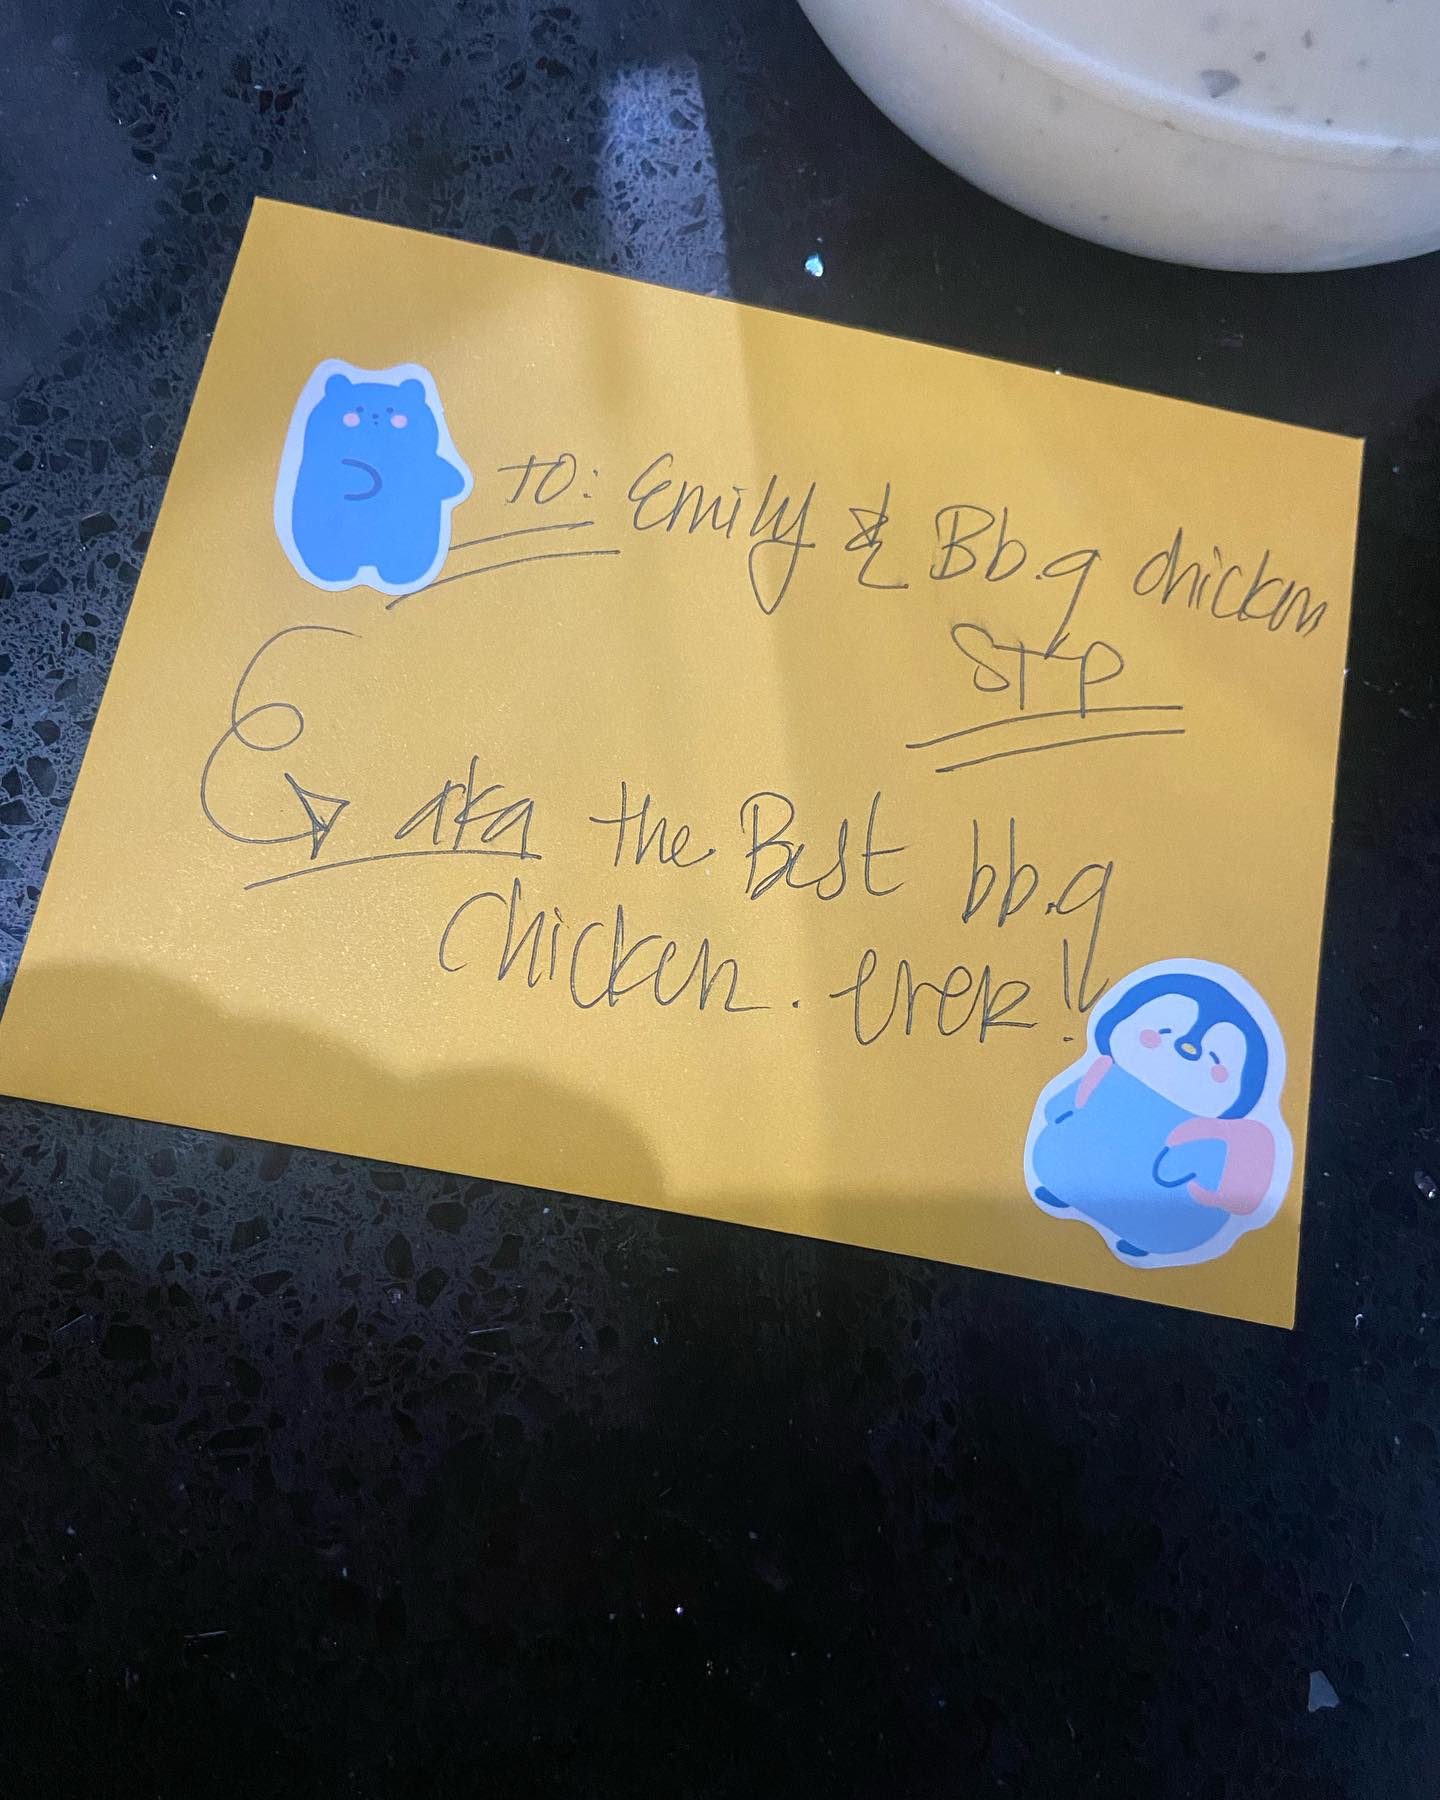 TO: Emily & Bb.q chicken
STP
aka the Best bb.q
Chicken. ever!!